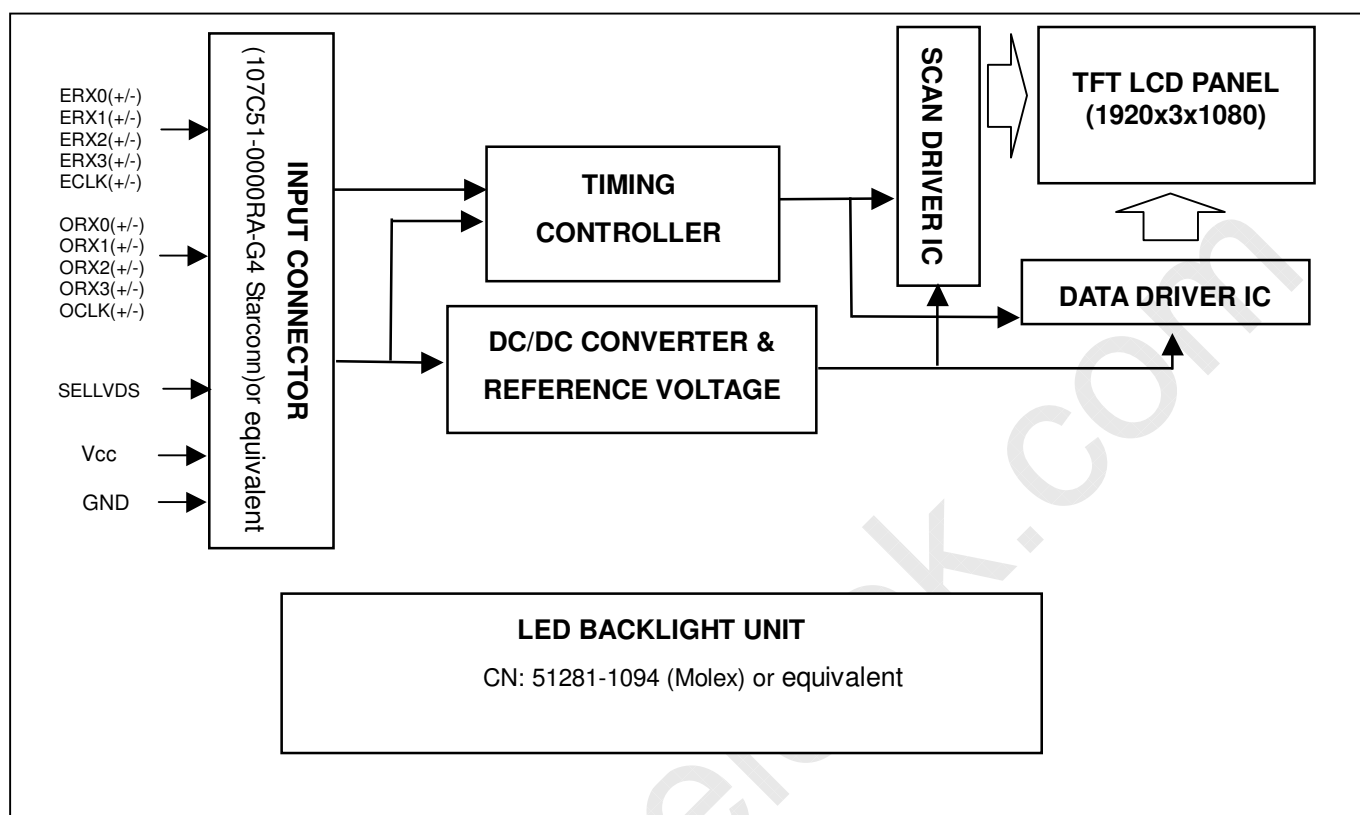 ERX0(+/-)
ERX1(+/-)
ERX2(+/-)
ERX3(+/-)
ECLK(+/-)
ORX0(+/-)
ORX1(+/-)
ORX2(+/-)
ORX3(+/-)
OCLK(+/-)
SELLVDS
Vcc
GND
INPUT CONNECTOR
(107C51-0000RA-G4 Starconn)or equivalent
TIMING
CONTROLLER
DC/DC CONVERTER &
REFERENCE VOLTAGE
SCAN DRIVER IC
TFT LCD PANEL
(1920x3x1080)
DATA DRIVER IC
LED BACKLIGHT UNIT
CN: 51281-1094 (Molex) or equivalent